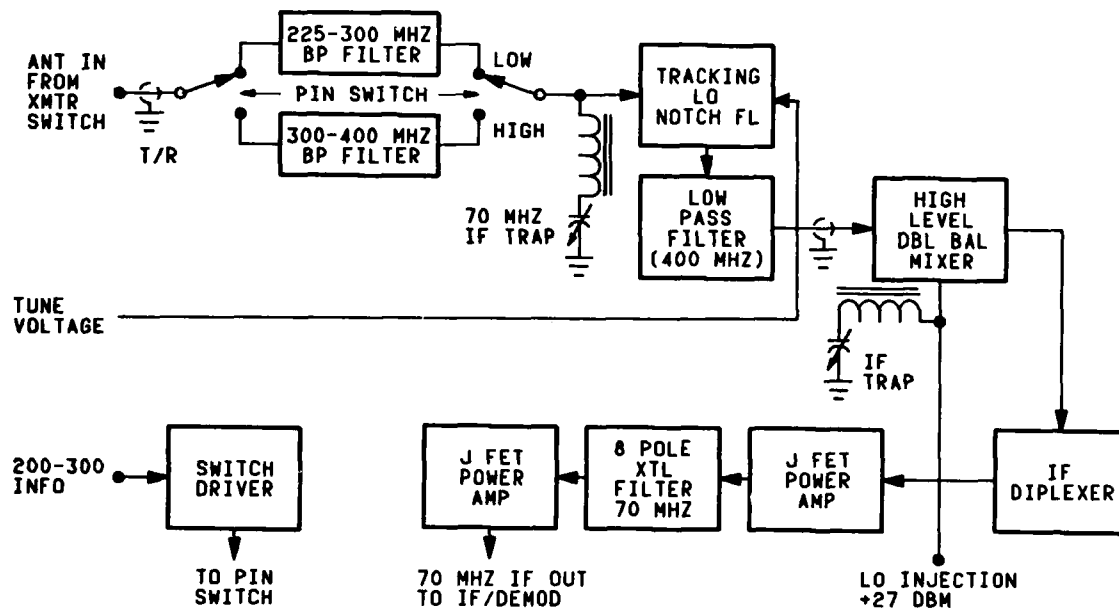 ANT IN
FROM
XMTR
SWITCH
T/R
225-300 MHZ
BP FILTER
PIN SWITCH
300-400 MHZ
BP FILTER
LOW
HIGH
70 MHZ
IF TRAP
TRACKING
LO
NOTCH FL
LOW
PASS
FILTER
(400 MHZ)
HIGH
LEVEL
DBL BAL
MIXER
TUNE
VOLTAGE
IF
TRAP
200-300
INFO
SWITCH
DRIVER
TO PIN
SWITCH
J FET
POWER
AMP
70 MHZ IF OUT
TO IF/DEMOD
8 POLE
XTL
FILTER
70 MHZ
J FET
POWER
AMP
IF
DIPLEXER
LO INJECTION
+27 DBM